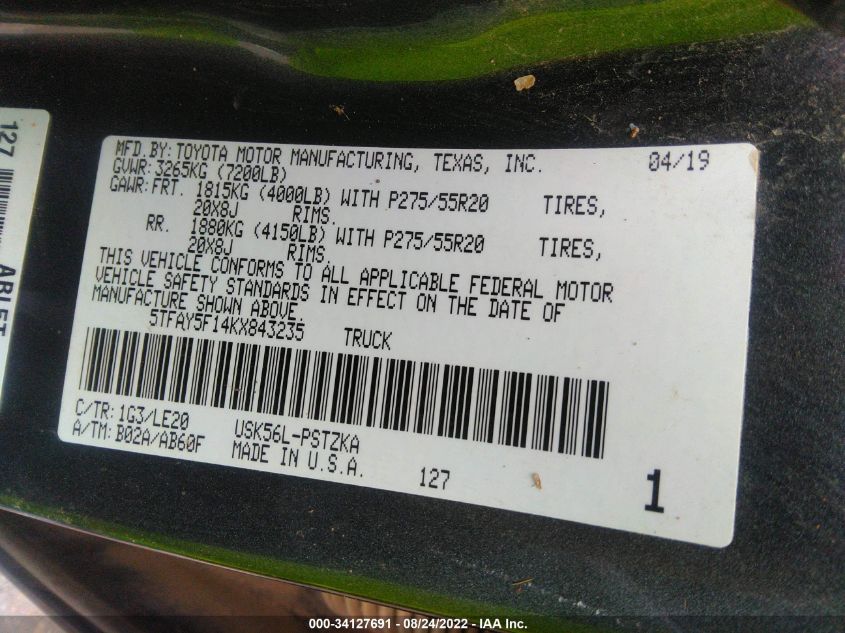 MFD.BY:TOYOTA MOTOR MANUFACTURING, TEXAS, INC. 04/19
GVWR:3265KG (7200LB)
GAWR:FRT. 1815KG (4000LB) WITH P275/55R20 TIRES,
20X8J RIMS.
RR. 1880KG (4150LB) WITH P275/55R20 TIRES,
20X8J RIMS.
THIS VEHICLE CONFORMS TO ALL APPLICABLE FEDERAL MOTOR
VEHICLE SAFETY STANDARDS IN EFFECT ON THE DATE OF
MANUFACTURE SHOWN ABOVE.
5TFAY5F14KX843235 TRUCK
C/TR:1G3/LE20 USK56L-PSTZKA
A/TM:B02A/AB60F MADE IN U.S.A. 127 1
127
000-34127691 - 08/24/2022 - IAA Inc.